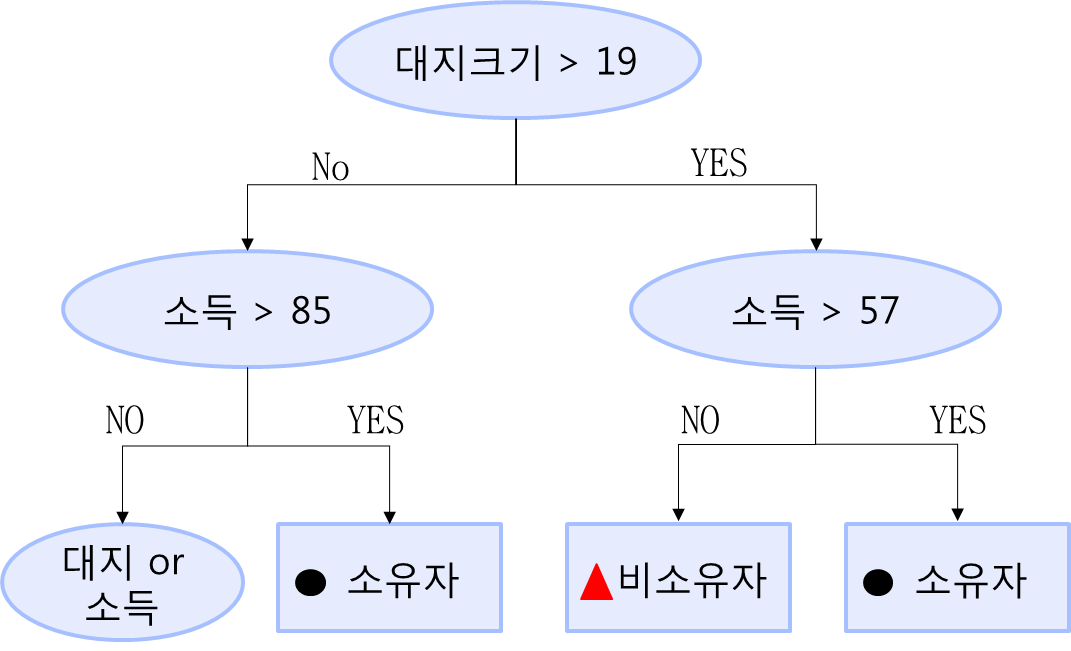 대지크기 > 19
No
YES
소득 > 85
소득 > 57
NO
YES
NO
YES
대지 or
소득
● 소유자
▲비소유자
● 소유자